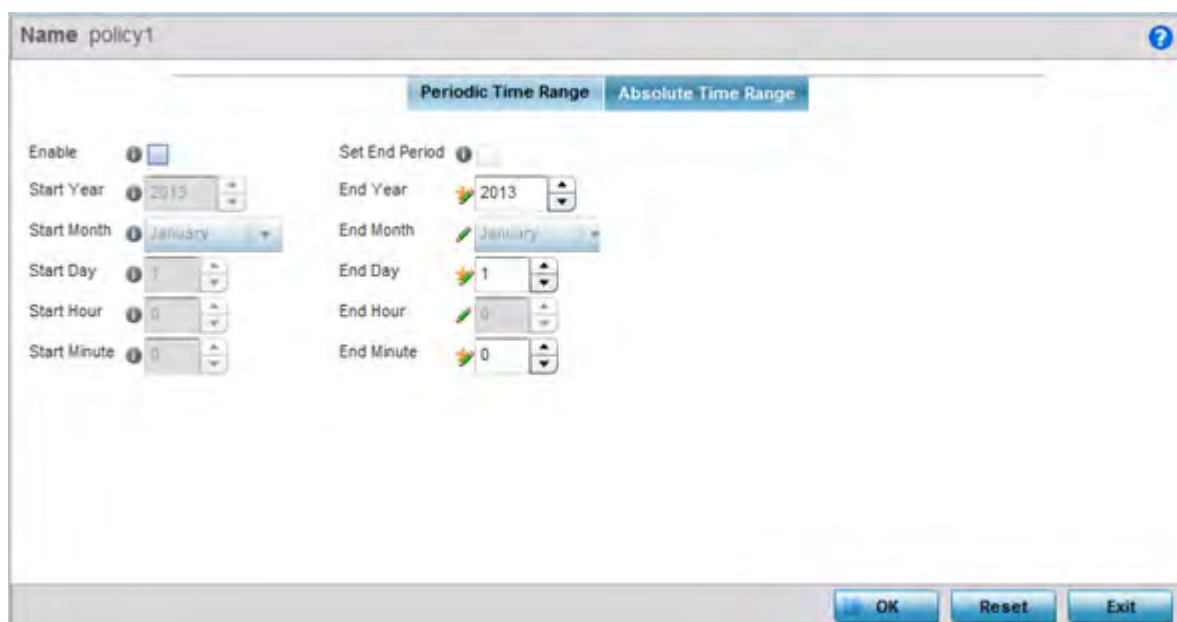 Name policy1
Periodic Time Range Absolute Time Range
Enable Set End Period
Start Year 2013 End Year 2013
Start Month January End Month January
Start Day 1 End Day 1
Start Hour 0 End Hour 0
Start Minute 0 End Minute 0
OK Reset Exit